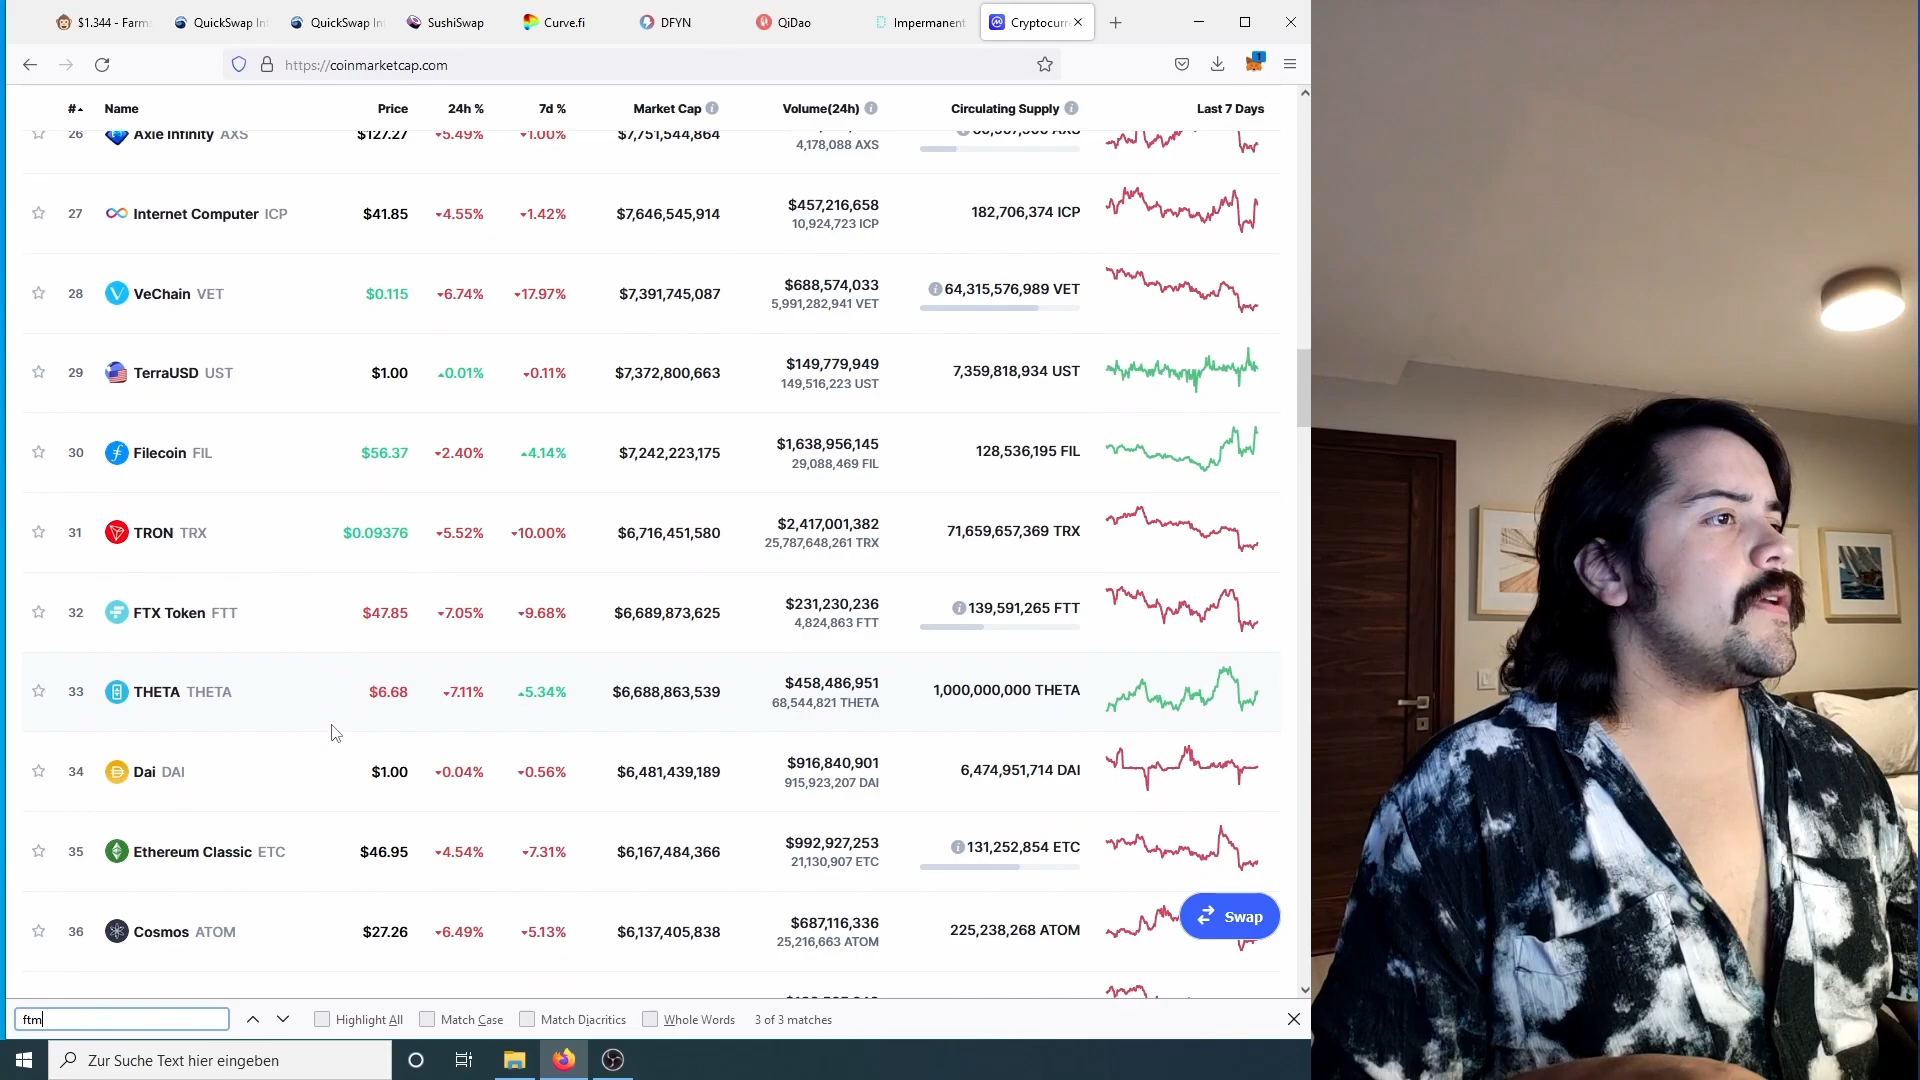 $1.344 - Farm
QuickSwap Inf
QuickSwap Inf
SushiSwap
Curve.fi
DFYN
QiDao
Impermanent
Cryptocurr
https://coinmarketcap.com
1
# Name Price 24h % 7d % Market Cap Volume(24h) Circulating Supply Last 7 Days
26 Axie Infinity AXS $127.27 5.49% 1.00% $7,751,544,864
4,178,088 AXS
27 Internet Computer ICP $41.85 4.55% 1.42% $7,646,545,914 $457,216,658 182,706,374 ICP
10,924,723 ICP
28 VeChain VET $0.115 6.74% 17.97% $7,391,745,087 $688,574,033 64,315,576,989 VET
5,991,282,941 VET
29 TerraUSD UST $1.00 0.01% 0.11% $7,372,800,663 $149,779,949 7,359,818,934 UST
149,516,223 UST
30 Filecoin FIL $56.37 2.40% 4.14% $7,242,223,175 $1,638,956,145 128,536,195 FIL
29,088,469 FIL
31 TRON TRX $0.09376 5.52% 10.00% $6,716,451,580 $2,417,001,382 71,659,657,369 TRX
25,787,648,261 TRX
32 FTX Token FTT $47.85 7.05% 9.68% $6,689,873,625 $231,230,236 139,591,265 FTT
4,824,863 FTT
33 THETA THETA $6.68 7.11% 5.34% $6,688,863,539 $458,486,951 1,000,000,000 THETA
68,544,821 THETA
34 Dai DAI $1.00 0.04% 0.56% $6,481,439,189 $916,840,901 6,474,951,714 DAI
915,923,207 DAI
35 Ethereum Classic ETC $46.95 4.54% 7.31% $6,167,484,366 $992,927,253 131,252,854 ETC
21,130,907 ETC
36 Cosmos ATOM $27.26 6.49% 5.13% $6,137,405,838 $687,116,336 225,238,268 ATOM
25,216,663 ATOM
Swap
ftm Highlight All Match Case Match Diacritics Whole Words 3 of 3 matches
Zur Suche Text hier eingeben